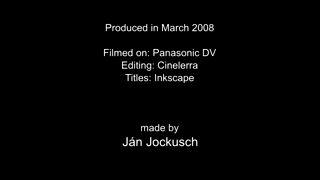 Produced in March 2008
Filmed on: Panasonic DV
Editing: Cinelerra
Titles: Inkscape
made by
Ján Jockusch